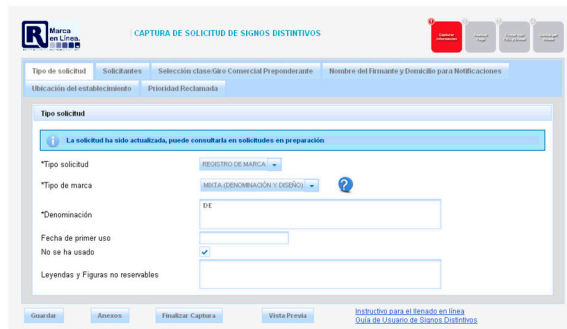 Marca
en Línea.
CAPTURA DE SOLICITUD DE SIGNOS DISTINTIVOS
Capturar
Información
Tipo de solicitud
Solicitantes
Selección clase/Giro Comercial Preponderante
Nombre del Firmante y Domicilio para Notificaciones
Ubicación del establecimiento
Prioridad Reclamada
Tipo solicitud
La solicitud ha sido actualizada, puede consultarla en solicitudes en preparación
*Tipo solicitud
REGISTRO DE MARCA
*Tipo de marca
MIXTA (DENOMINACIÓN Y DISEÑO)
?
*Denominación
DE
Fecha de primer uso
No se ha usado
Leyendas y Figuras no reservables
Guardar
Anexos
Finalizar Captura
Vista Previa
Instructivo para el llenado en línea
Guía de Usuario de Signos Distintivos